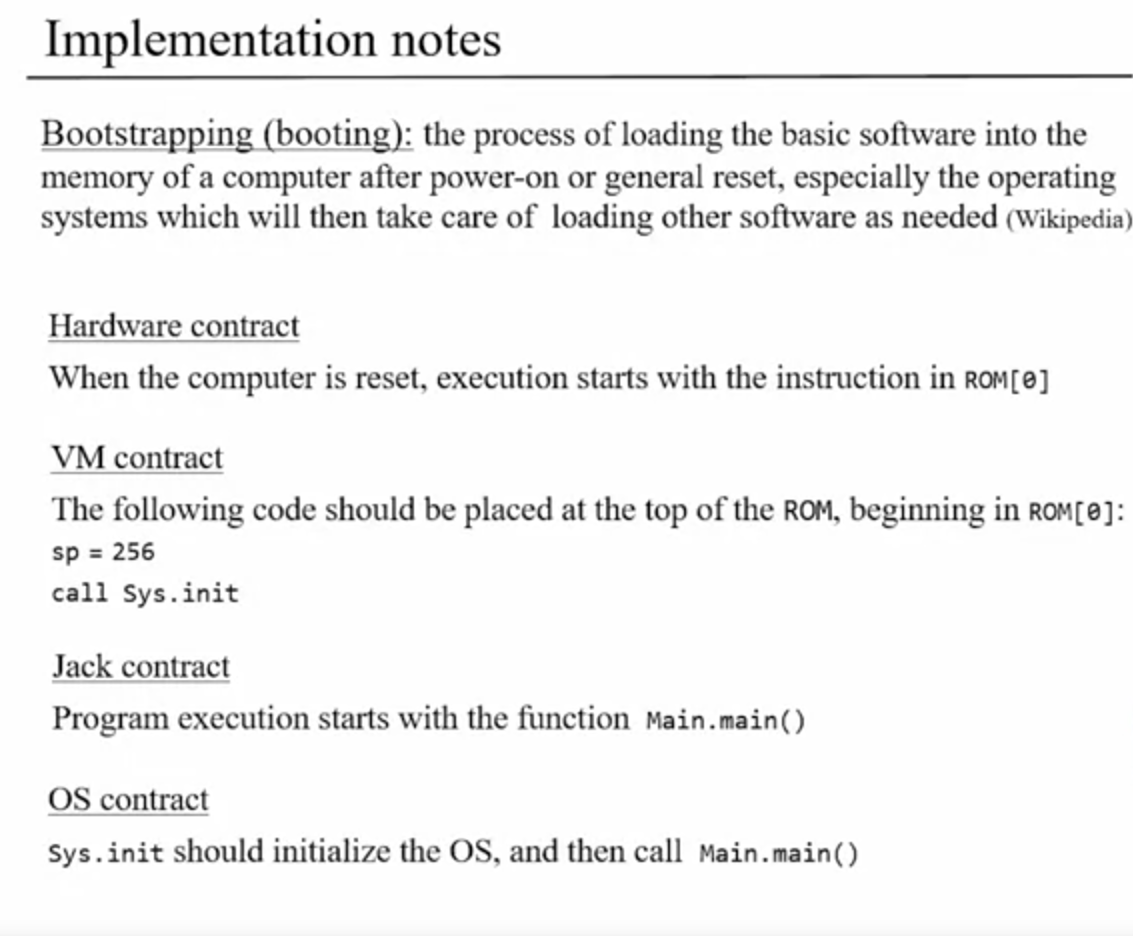 Implementation notes
Bootstrapping (booting): the process of loading the basic software into the
memory of a computer after power-on or general reset, especially the operating
systems which will then take care of loading other software as needed (Wikipedia)
Hardware contract
When the computer is reset, execution starts with the instruction in ROM[0]
VM contract
The following code should be placed at the top of the ROM, beginning in ROM[0]:
sp = 256
call Sys.init
Jack contract
Program execution starts with the function Main.main()
OS contract
Sys.init should initialize the OS, and then call Main.main()